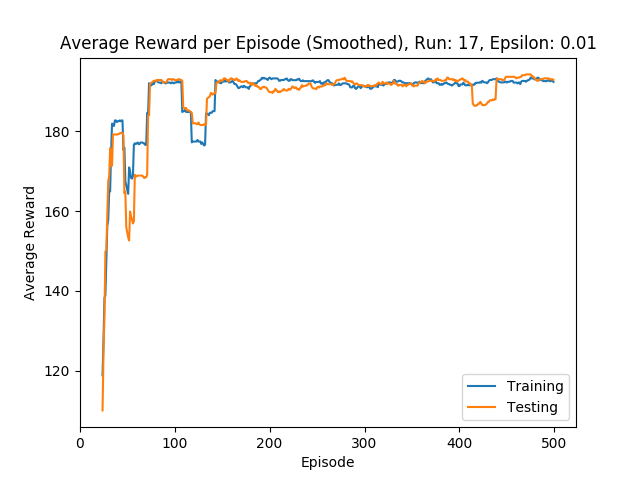 Average Reward per Episode (Smoothed), Run: 17, Epsilon: 0.01
Average Reward
180
160
140
120
0 100 200 300 400 500
Episode
Training
Testing